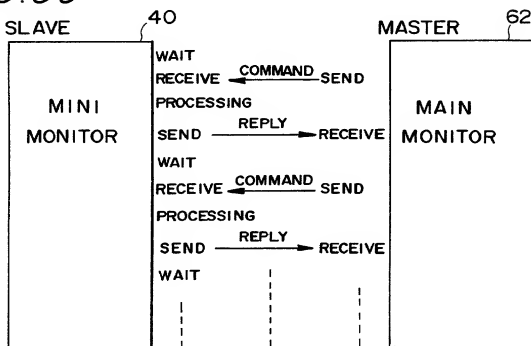 SLAVE 40 MASTER 62
WAIT
RECEIVE COMMAND SEND
MINI MONITOR
PROCESSING
MAIN MONITOR
SEND REPLY RECEIVE
WAIT
RECEIVE COMMAND SEND
PROCESSING
SEND REPLY RECEIVE
WAIT